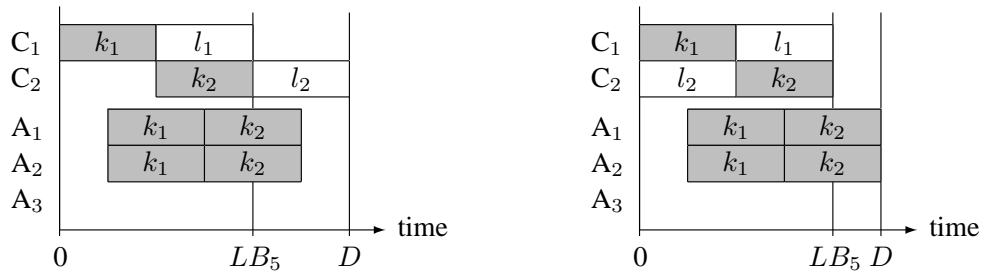 C₁ k₁ l₁ C₁ k₁ l₁
C₂ k₂ l₂ C₂ l₂ k₂
A₁ k₁ k₂ A₁ k₁ k₂
A₂ k₁ k₂ A₂ k₁ k₂
A₃ A₃
time time
0 LB₅ D 0 LB₅ D